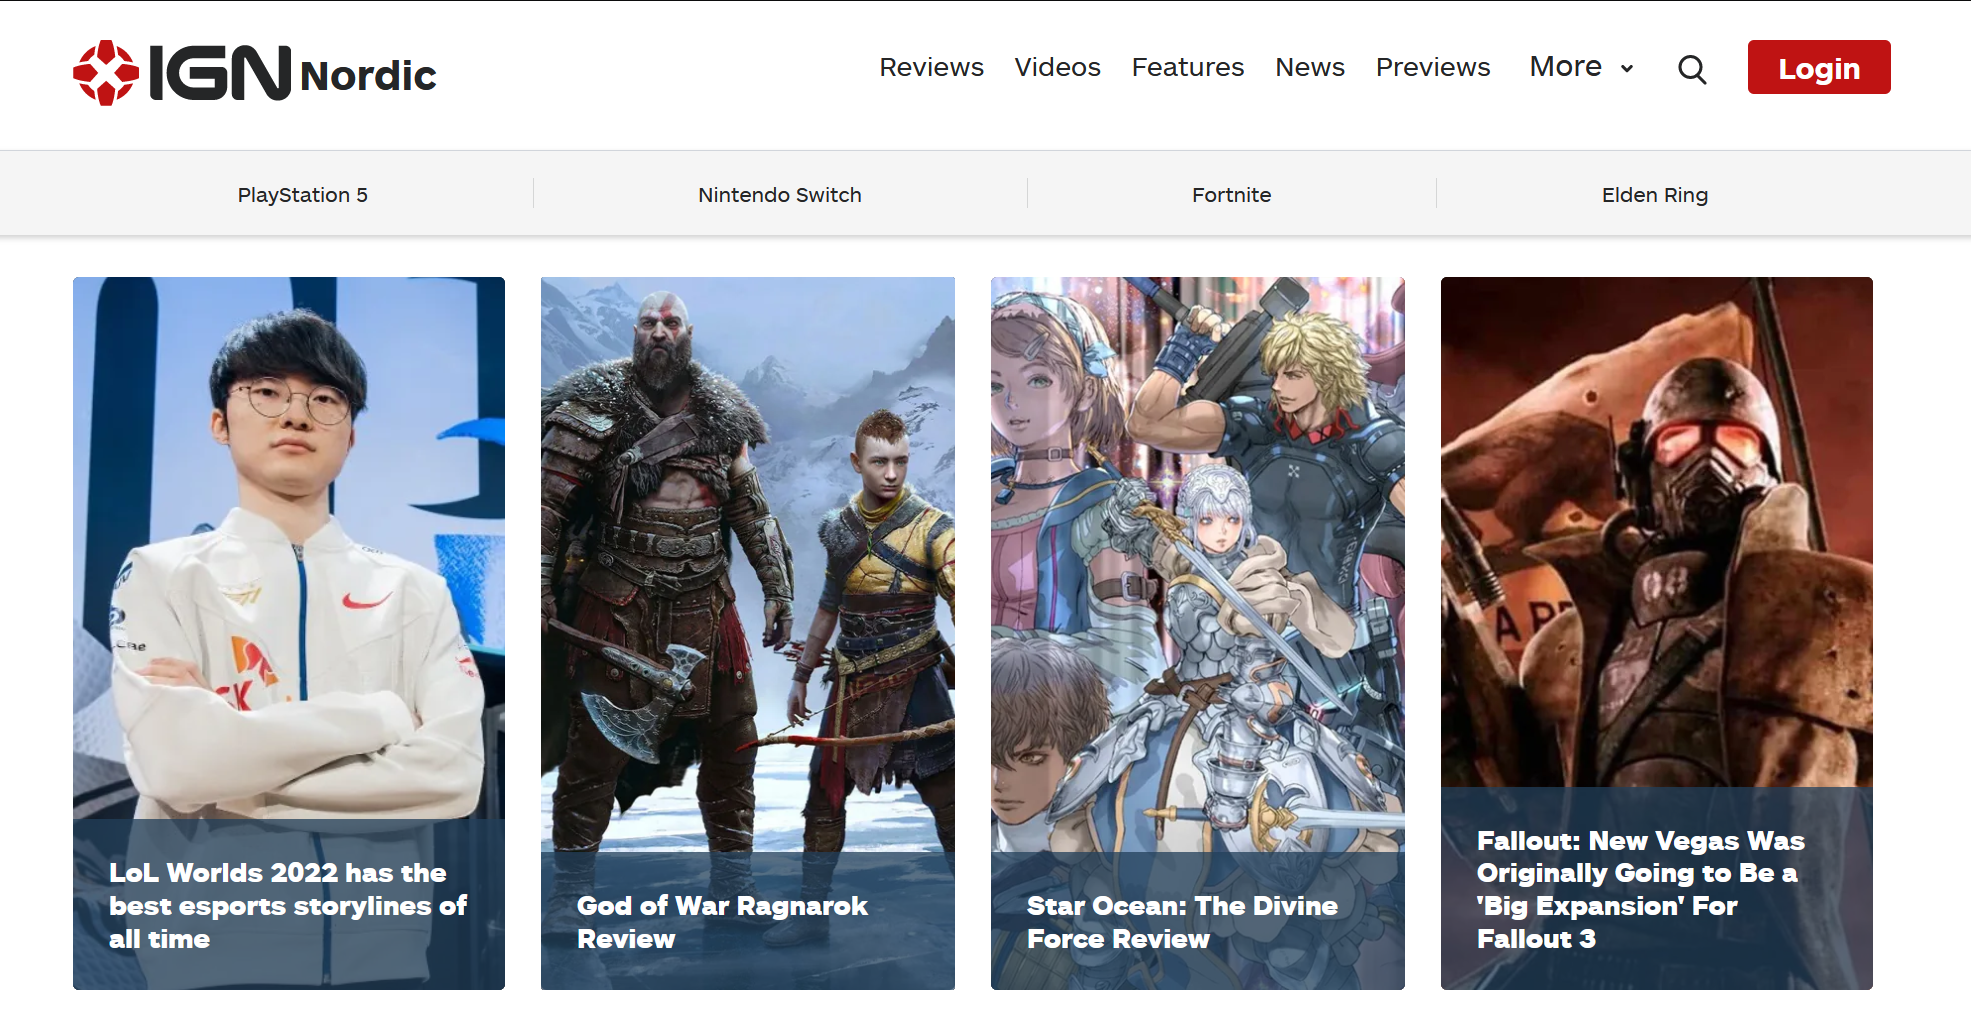 IGN Nordic
Reviews Videos Features News Previews More Login
PlayStation 5 Nintendo Switch Fortnite Elden Ring
LoL Worlds 2022 has the
best esports storylines of
all time
God of War Ragnarok
Review
Star Ocean: The Divine
Force Review
Fallout: New Vegas Was
Originally Going to Be a
'Big Expansion' For
Fallout 3